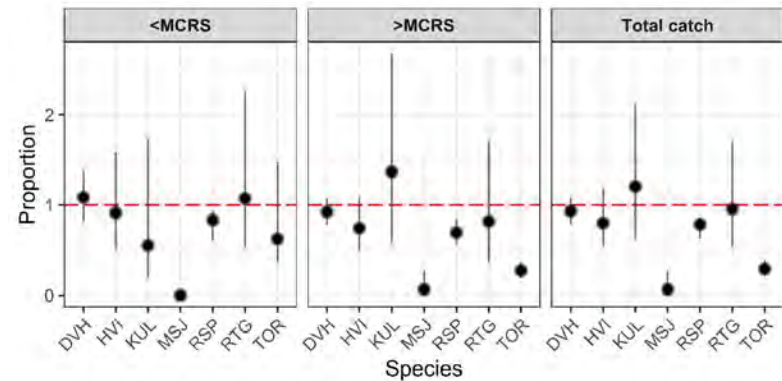 <MCRS >MCRS Total catch
Proportion
2
1
0
DVH HVI KUL MSJ RSP RTG TOR DVH HVI KUL MSJ RSP RTG TOR DVH HVI KUL MSJ RSP RTG TOR
Species